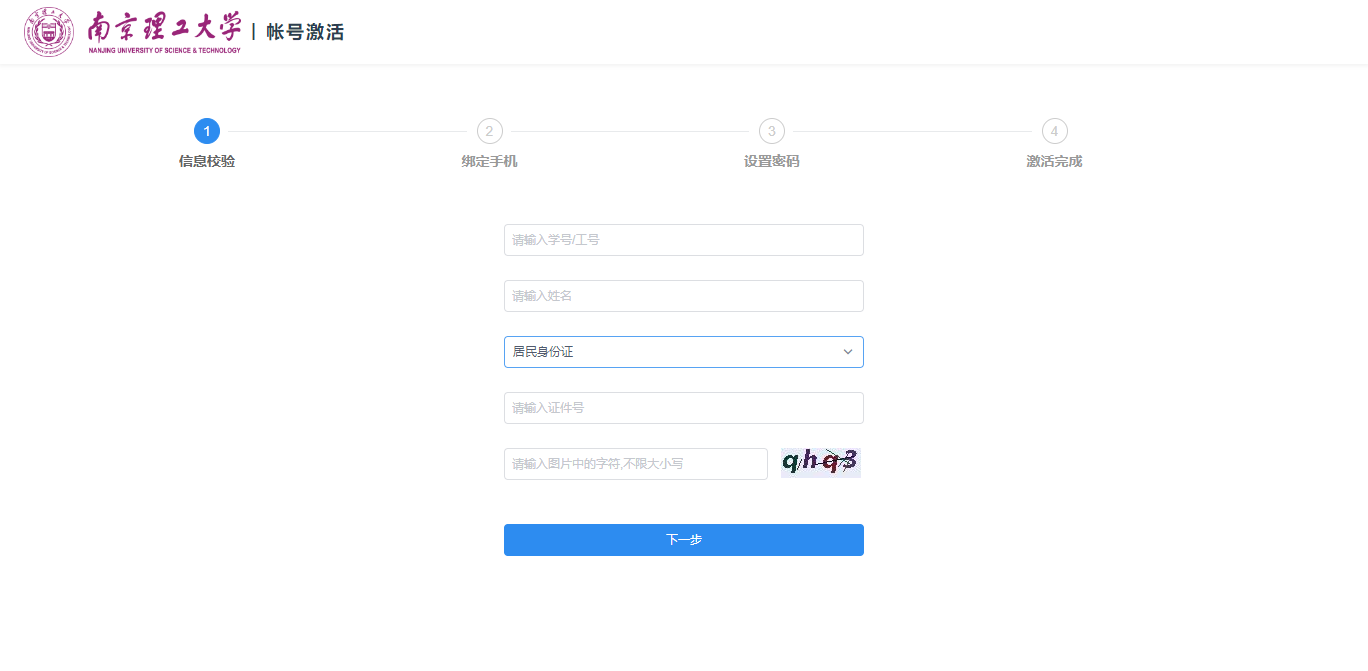 南京理工大学 | 帐号激活
NANJING UNIVERSITY OF SCIENCE & TECHNOLOGY
1 2 3 4
信息校验 绑定手机 设置密码 激活完成
请输入学号/工号
请输入姓名
居民身份证
请输入证件号
请输入图片中的字符,不限大小写 qhq3
下一步